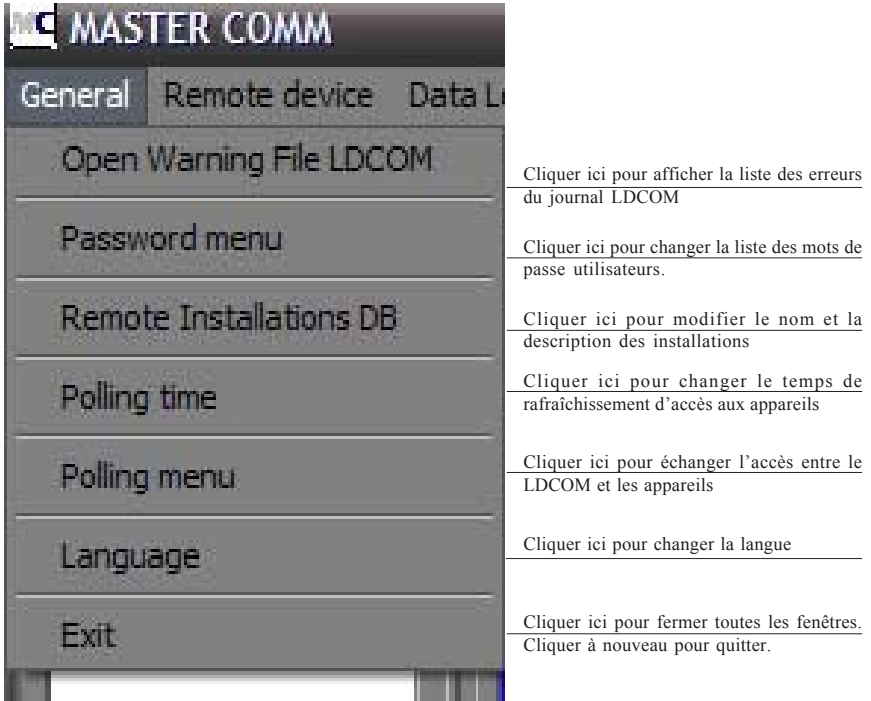 MASTER COMM
General Remote device Data L
Open Warning File LDCOM
Cliquer ici pour afficher la liste des erreurs
du journal LDCOM
Password menu
Cliquer ici pour changer la liste des mots de
passe utilisateurs.
Remote Installations DB
Cliquer ici pour modifier le nom et la
description des installations
Polling time
Cliquer ici pour changer le temps de
rafraîchissement d’accès aux appareils
Polling menu
Cliquer ici pour échanger l’accès entre le
LDCOM et les appareils
Language
Cliquer ici pour changer la langue
Exit
Cliquer ici pour fermer toutes les fenêtres.
Cliquer à nouveau pour quitter.